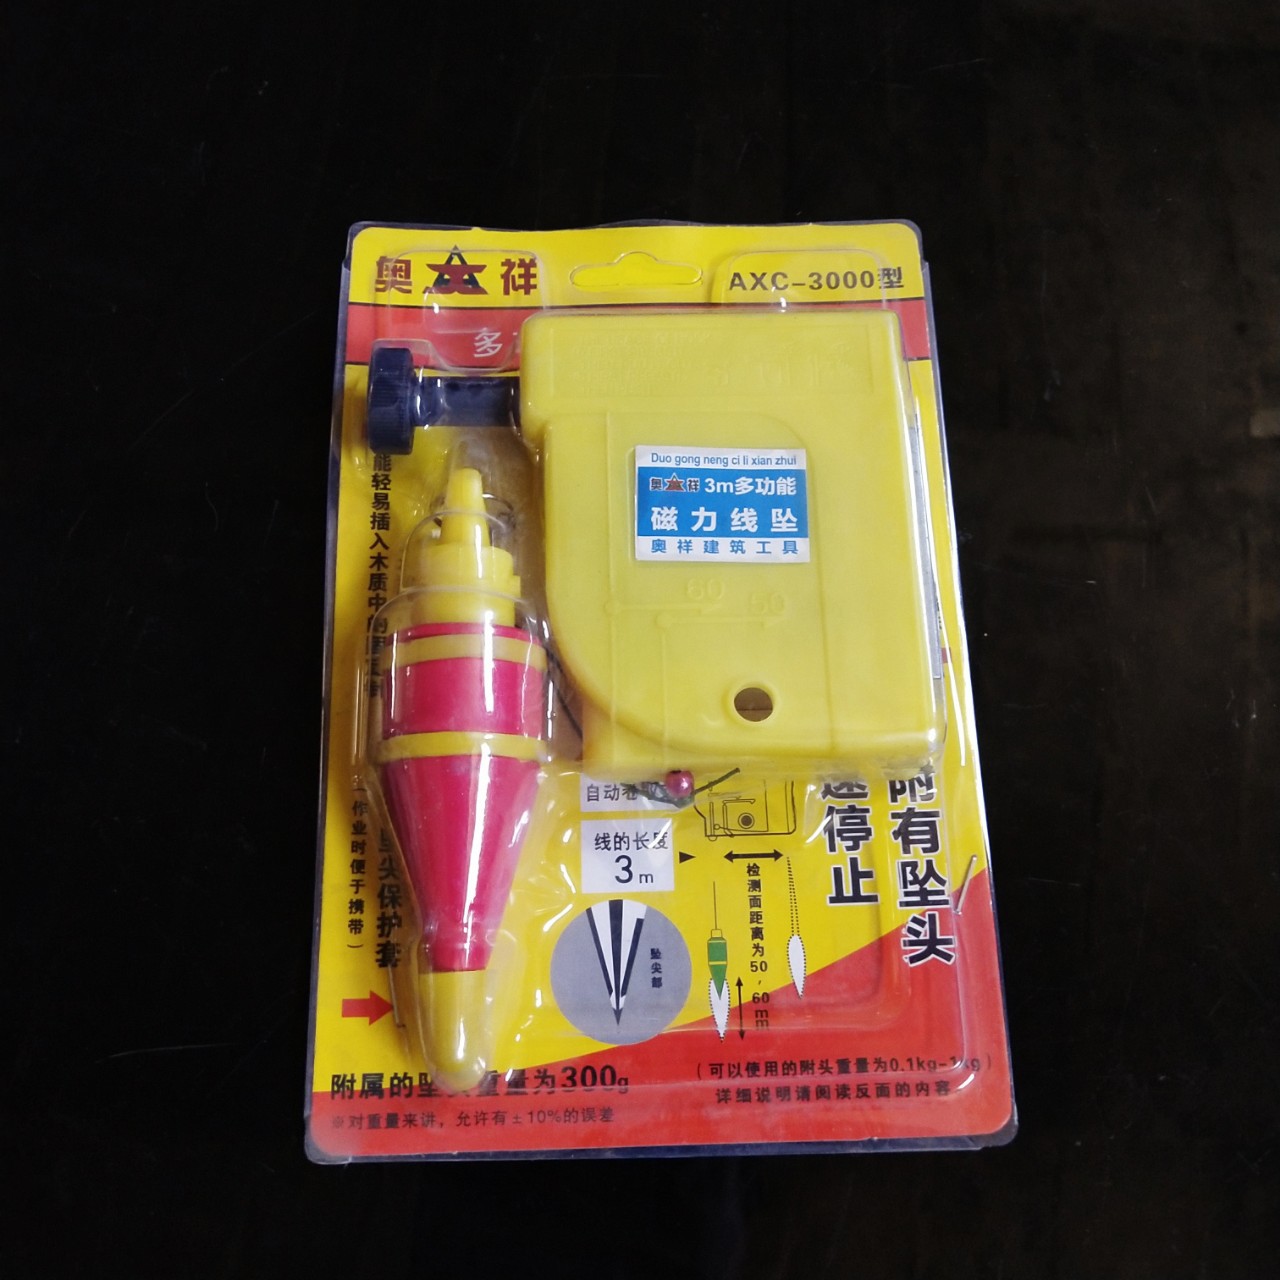 奥祥
AXC-3000型
多
能轻易插入木质中的固定针
Duo gong neng ci li xian zhui
奥祥 3m多功能
磁力线坠
奥祥建筑工具
60
50
自动卷
线的长度
3m
坠尖部
检测面距离为50,60mm
速停止
附有坠头
(作业时便于携带)
坠尖保护套
附属的坠头重量为300g
※对重量来讲,允许有±10%的误差
(可以使用的附头重量为0.1kg-1kg)
详细说明请阅读反面的内容